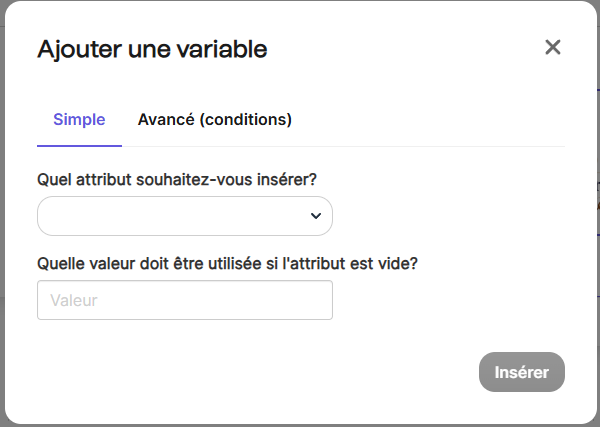 Ajouter une variable
Simple
Avancé (conditions)
Quel attribut souhaitez-vous insérer?
Quelle valeur doit être utilisée si l'attribut est vide?
Valeur
Insérer